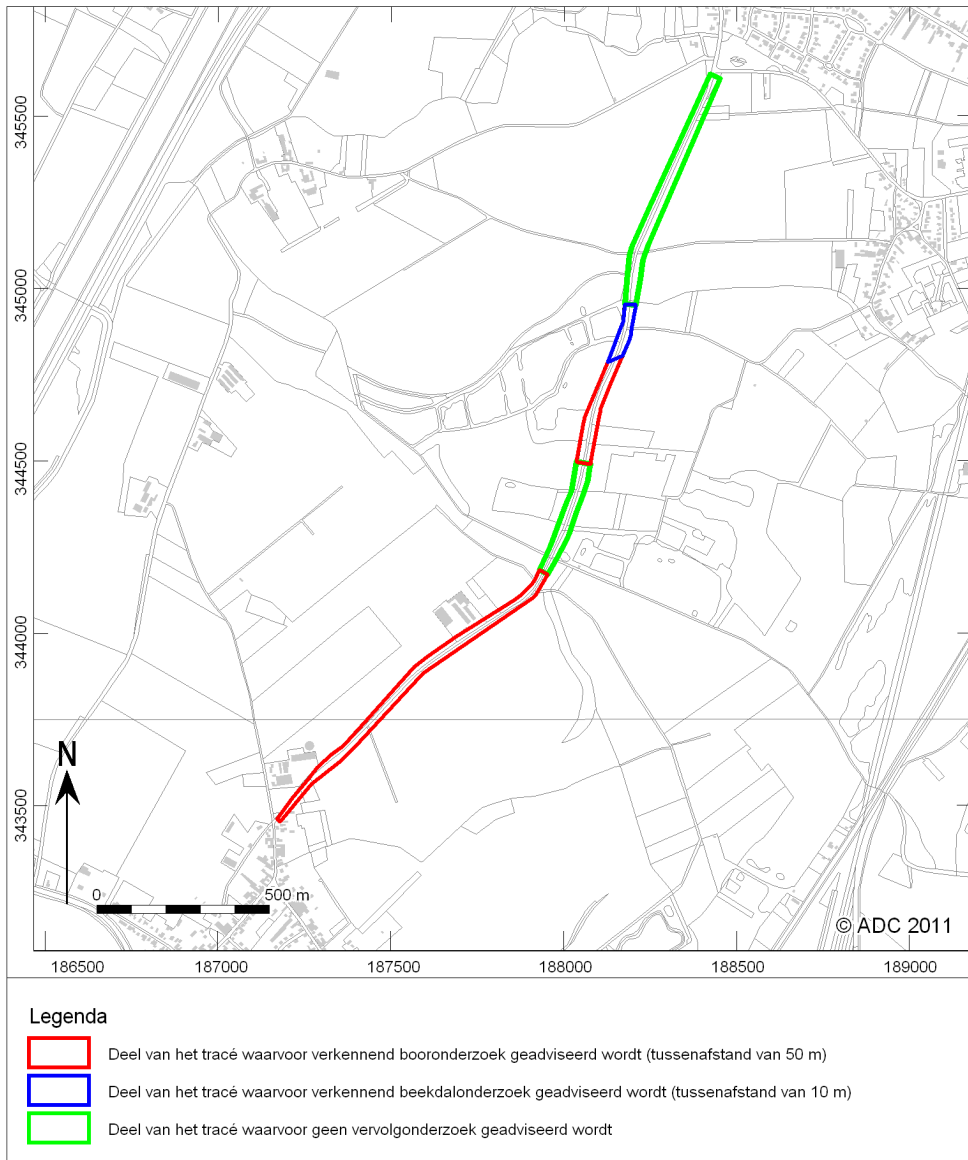 345500
345000
344500
344000
343500
N
0 500 m
© ADC 2011
186500 187000 187500 188000 188500 189000
Legenda
Deel van het tracé waarvoor verkennend booronderzoek geadviseerd wordt (tussenafstand van 50 m)
Deel van het tracé waarvoor verkennend beekdalonderzoek geadviseerd wordt (tussenafstand van 10 m)
Deel van het tracé waarvoor geen vervolgonderzoek geadviseerd wordt